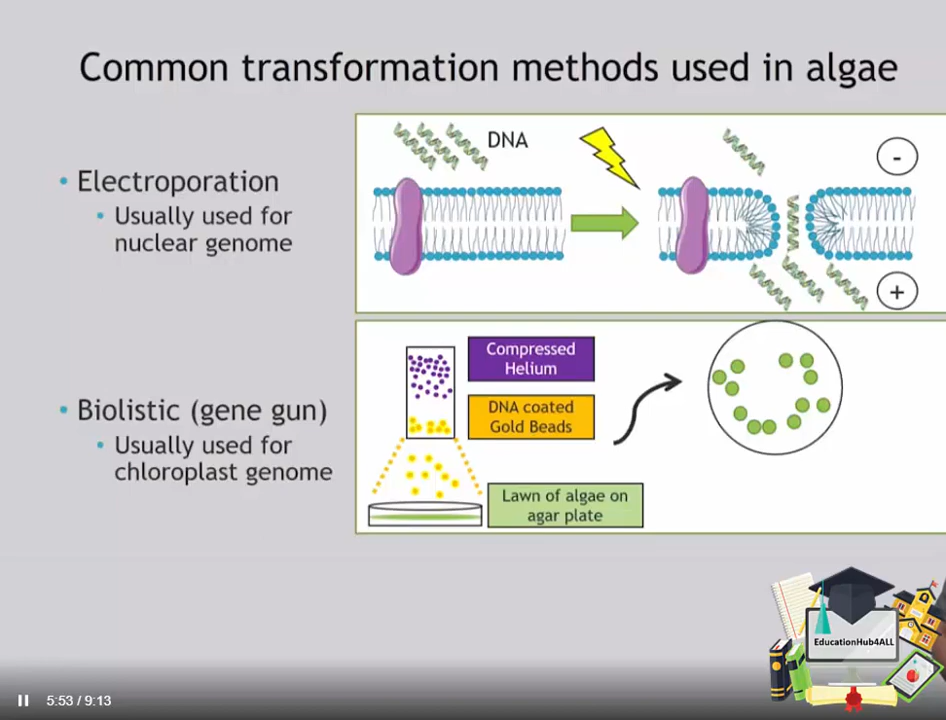 Common transformation methods used in algae
• Electroporation
• Usually used for
nuclear genome
DNA
-
+
• Biolistic (gene gun)
• Usually used for
chloroplast genome
Compressed
Helium
DNA coated
Gold Beads
Lawn of algae on
agar plate
EducationHub4ALL
5:53 / 9:13